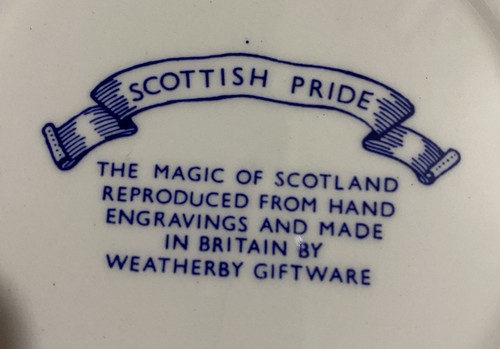 SCOTTISH PRIDE
THE MAGIC OF SCOTLAND
REPRODUCED FROM HAND
ENGRAVINGS AND MADE
IN BRITAIN BY
WEATHERBY GIFTWARE